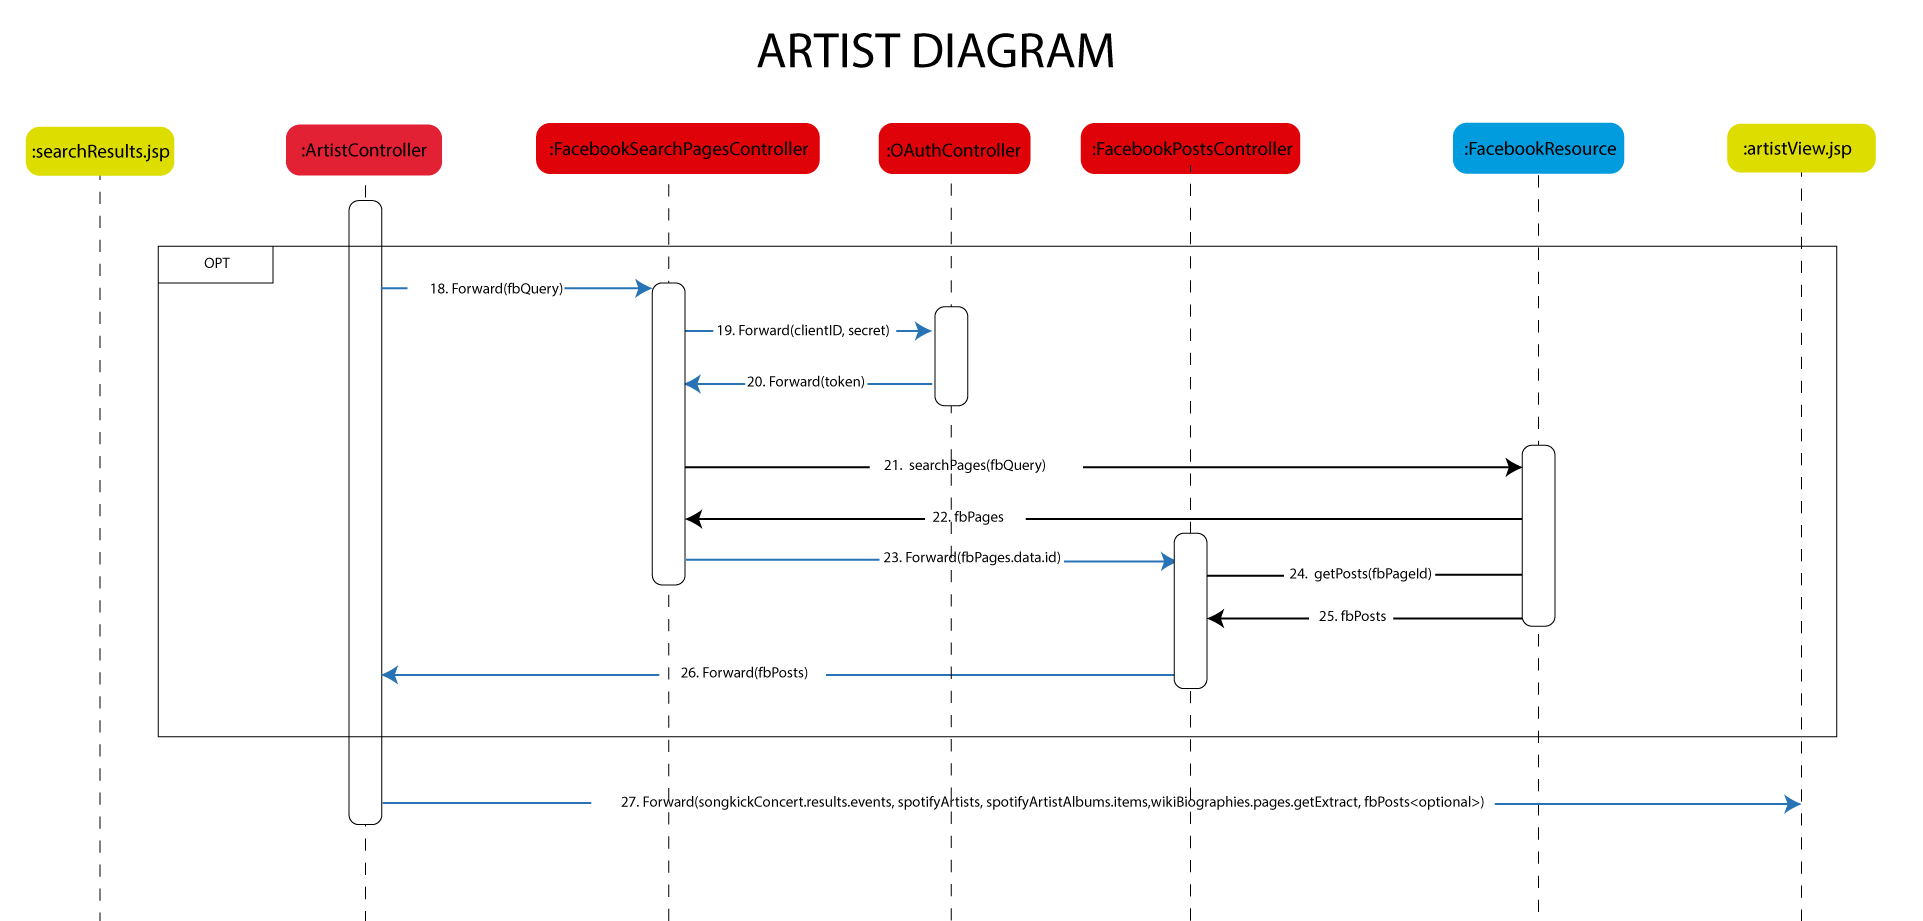 ARTIST DIAGRAM
:searchResults.jsp
:ArtistController
:FacebookSearchPagesController
:OAuthController
:FacebookPostsController
:FacebookResource
:artistView.jsp
OPT
18. Forward(fbQuery)
19. Forward(clientID, secret)
20. Forward(token)
21. searchPages(fbQuery)
22. fbPages
23. Forward(fbPages.data.id)
24. getPosts(fbPageId)
25. fbPosts
26. Forward(fbPosts)
27. Forward(songkickConcert.results.events, spotifyArtists, spotifyArtistAlbums.items,wikiBiographies.pages.getExtract, fbPosts<optional>)